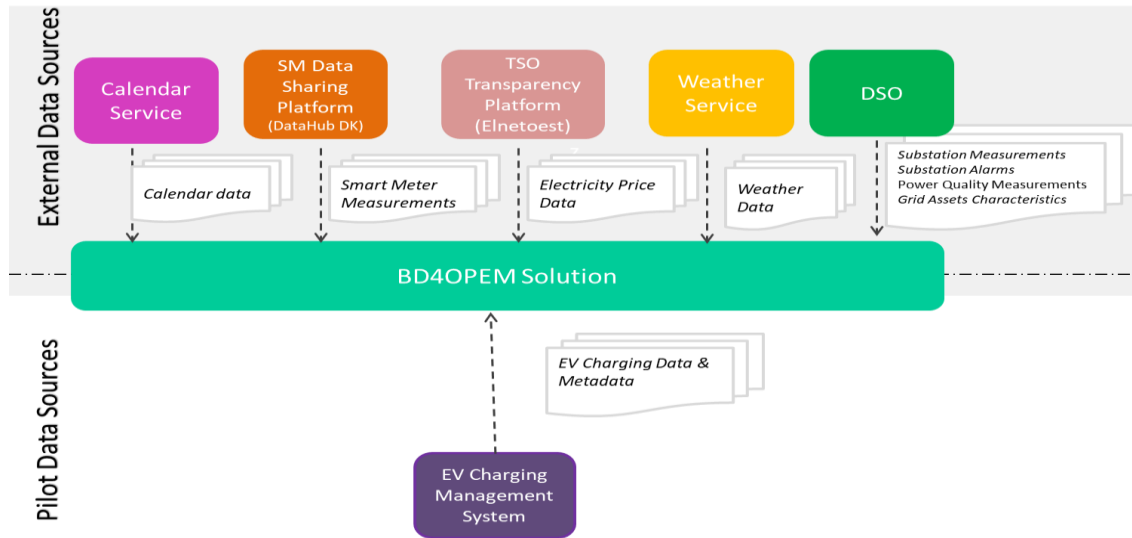 External Data Sources
Calendar
Service
SM Data
Sharing
Platform
(DataHub DK)
TSO
Transparency
Platform
(Elnetoest)
Weather
Service
DSO
Calendar data
Smart Meter
Measurements
Electricity Price
Data
Weather
Data
Substation Measurements
Substation Alarms
Power Quality Measurements
Grid Assets Characteristics
BD4OPEM Solution
Pilot Data Sources
EV Charging Data &
Metadata
EV Charging
Management
System